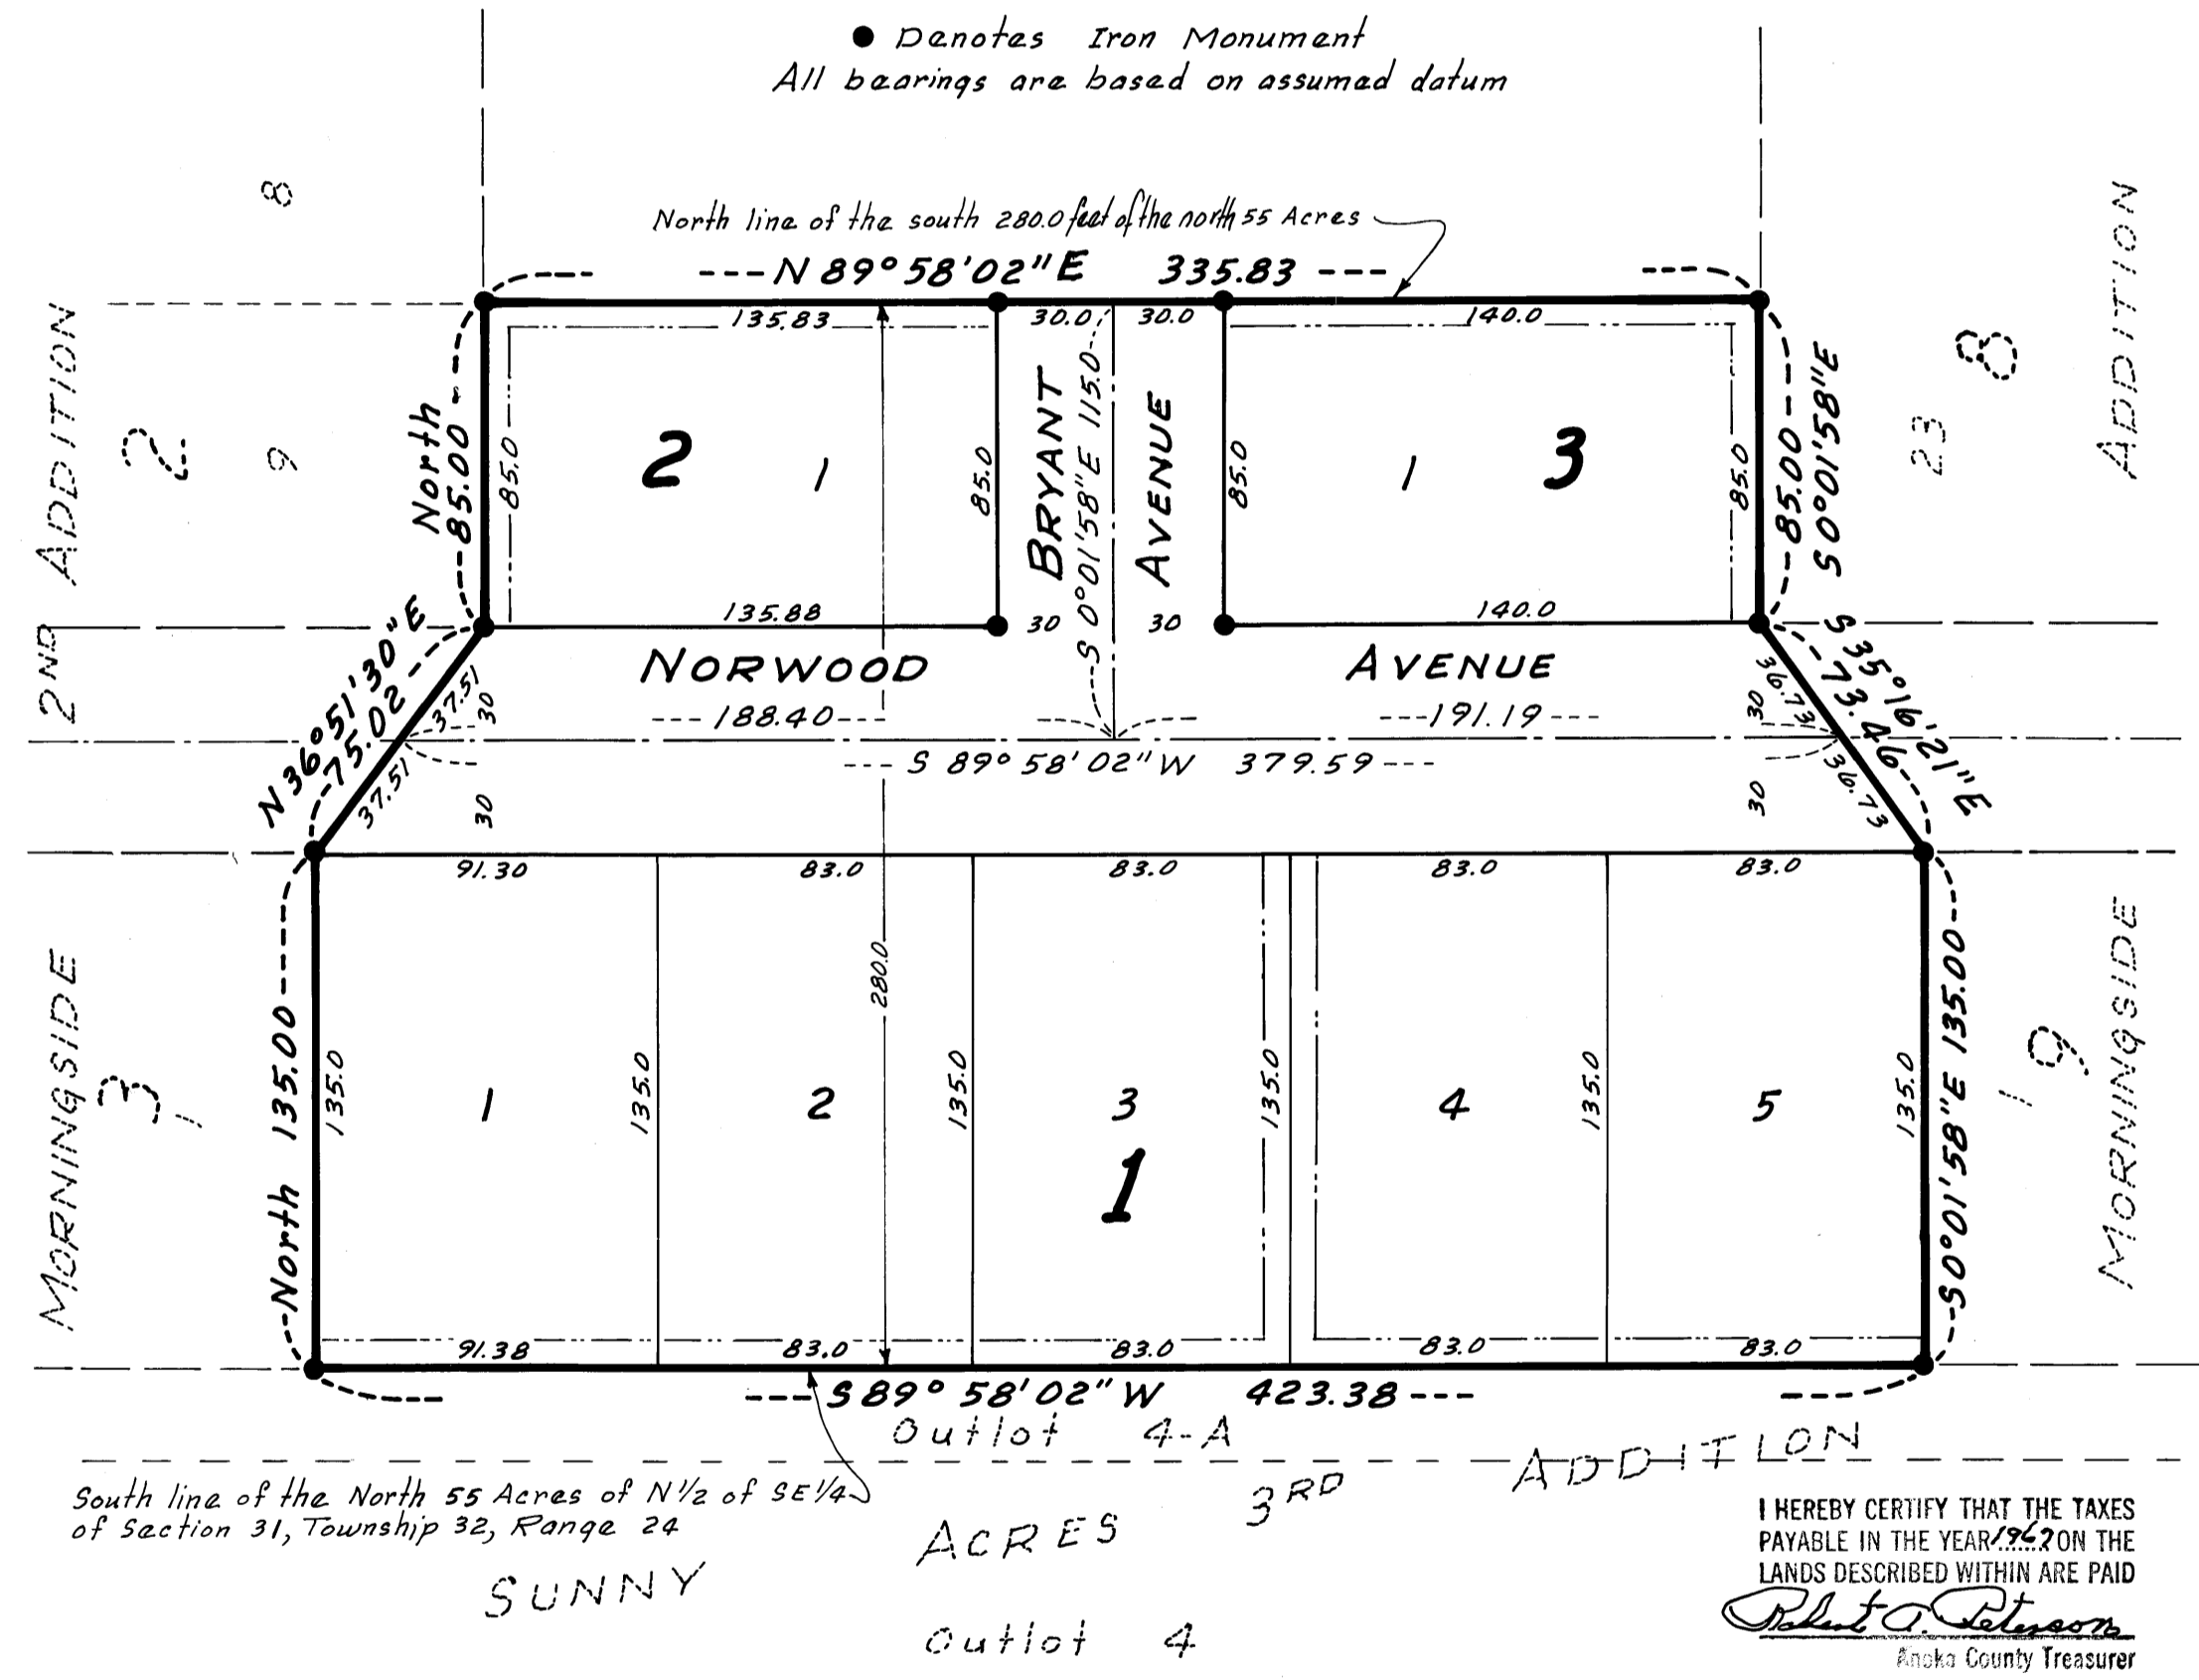 ● Denotes Iron Monument
All bearings are based on assumed datum
North line of the south 280.0 feet of the north 55 Acres
---N 89°58'02"E 335.83---
135.83
30.0
30.0
140.0
8
2
9
2ND ADDITION
North
85.00
85.0
2
1
85.0
BRYANT
S 0°01'58"E 115.0
AVENUE
85.0
1
3
85.0
85.00
S 0°01'58"E
8
23
ADDITION
135.88
30
30
140.0
N 36°51'30"E
75.02
37.51
30
37.51
30
NORWOOD AVENUE
---188.40---
---191.19---
--- S 89°58'02"W 379.59---
S 35°16'21"E
73.46
36.73
30
36.73
30
91.30
83.0
83.0
83.0
83.0
MORNINGSIDE
3
1
North 135.00
135.0
1
135.0
2
280.0
135.0
3
1
135.0
4
135.0
5
135.0
S 0°01'58"E 135.00
1
9
MORNINGSIDE
91.38
83.0
83.0
83.0
83.0
---S 89°58'02"W 423.38---
Outlot 4-A
South line of the North 55 Acres of N 1/2 of SE 1/4
of Section 31, Township 32, Range 24
SUNNY ACRES 3RD ADDITION
Outlot 4
I HEREBY CERTIFY THAT THE TAXES
PAYABLE IN THE YEAR ON THE
LANDS DESCRIBED WITHIN ARE PAID
Robert A. Peterson
Anoka County Treasurer